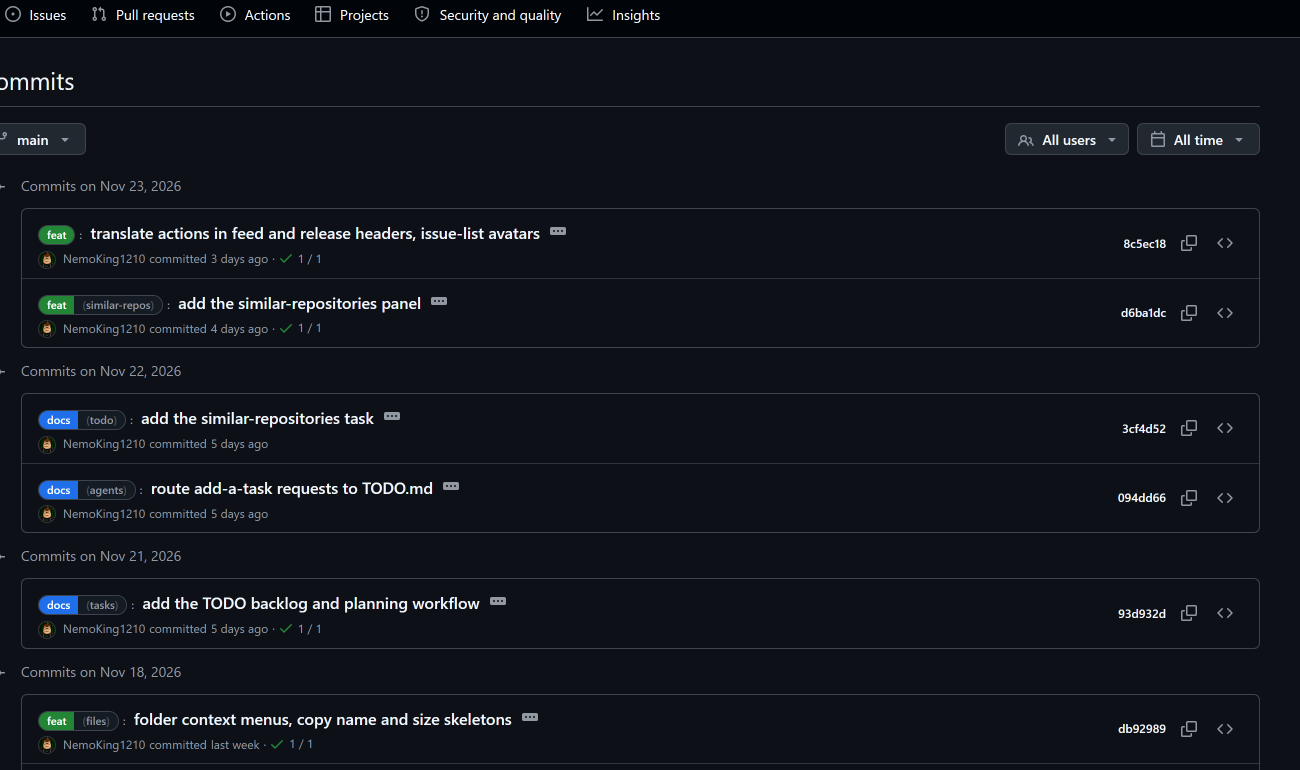 Issues Pull requests Actions Projects Security and quality Insights
ommits
main All users All time
Commits on Nov 23, 2026
feat : translate actions in feed and release headers, issue-list avatars
NemoKing1210 committed 3 days ago · 1 / 1
8c5ec18
feat (similar-repos) : add the similar-repositories panel
NemoKing1210 committed 4 days ago · 1 / 1
d6ba1dc
Commits on Nov 22, 2026
docs (todo) : add the similar-repositories task
NemoKing1210 committed 5 days ago
3cf4d52
docs (agents) : route add-a-task requests to TODO.md
NemoKing1210 committed 5 days ago
094dd66
Commits on Nov 21, 2026
docs (tasks) : add the TODO backlog and planning workflow
NemoKing1210 committed 5 days ago · 1 / 1
93d932d
Commits on Nov 18, 2026
feat (files) : folder context menus, copy name and size skeletons
NemoKing1210 committed last week · 1 / 1
db92989